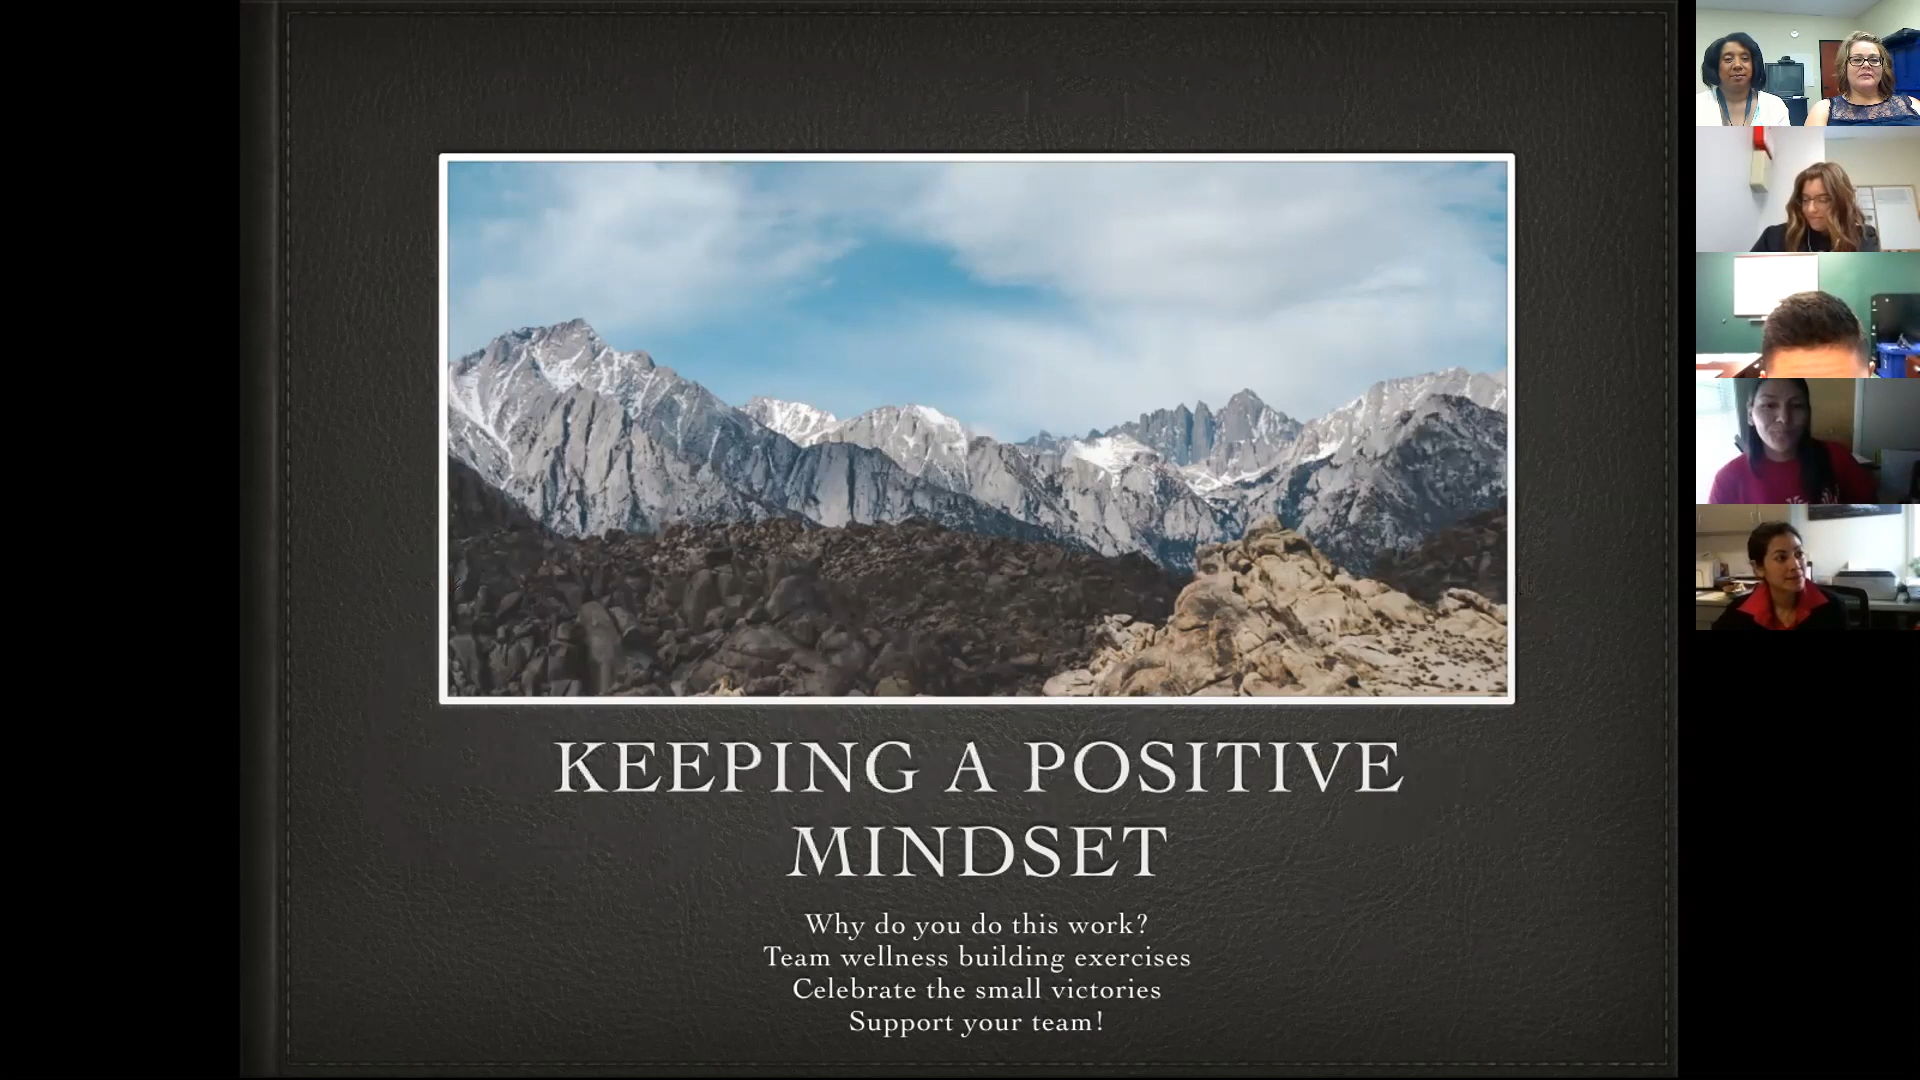 KEEPING A POSITIVE
MINDSET
Why do you do this work?
Team wellness building exercises
Celebrate the small victories
Support your team!